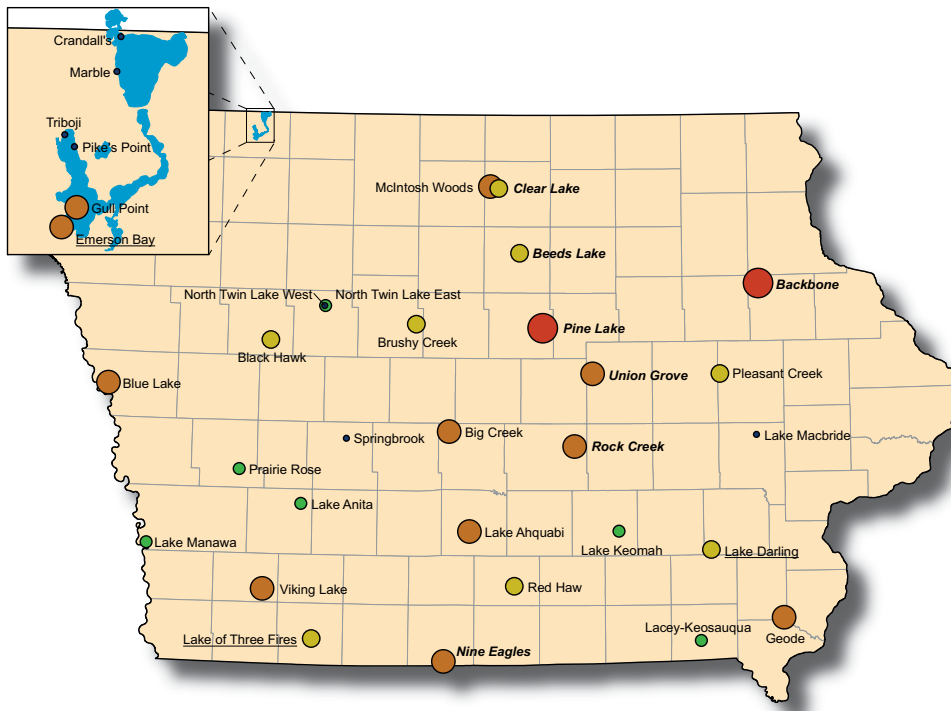 Crandall's
Marble
Triboji
Pike's Point
Gull Point
Emerson Bay
McIntosh Woods
Clear Lake
Beeds Lake
Backbone
North Twin Lake West
North Twin Lake East
Pine Lake
Brushy Creek
Black Hawk
Union Grove
Pleasant Creek
Blue Lake
Big Creek
Springbrook
Lake Macbride
Rock Creek
Prairie Rose
Lake Anita
Lake Ahquabi
Lake Manawa
Lake Keomah
Lake Darling
Viking Lake
Red Haw
Lacey-Keosauqua
Lake of Three Fires
Geode
Nine Eagles